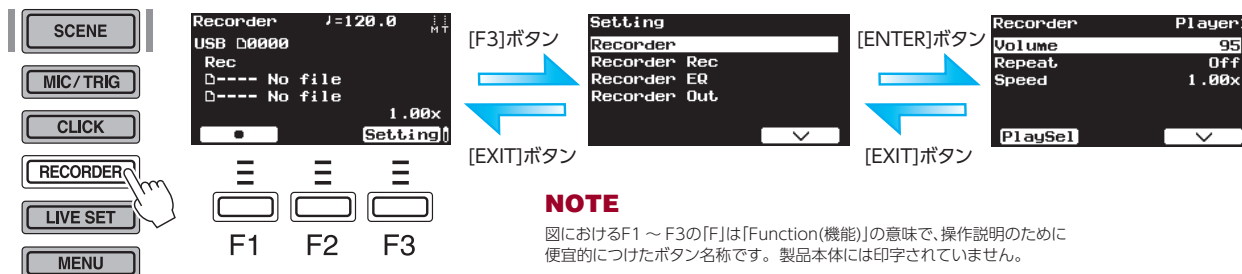 SCENE
MIC/TRIG
CLICK
RECORDER
LIVE SET
MENU
Recorder ♩=120.0 M T
USB 0000
Rec
---- No file
---- No file
1.00x
● Setting
F1 F2 F3
[F3]ボタン
[EXIT]ボタン
Setting
Recorder
Recorder Rec
Recorder EQ
Recorder Out
[ENTER]ボタン
[EXIT]ボタン
Recorder Player
Volume 95
Repeat Off
Speed 1.00x
PlaySel
NOTE
図におけるF1 ～ F3の「F」は「Function(機能)」の意味で、操作説明のために
便宜的につけたボタン名称です。製品本体には印字されていません。